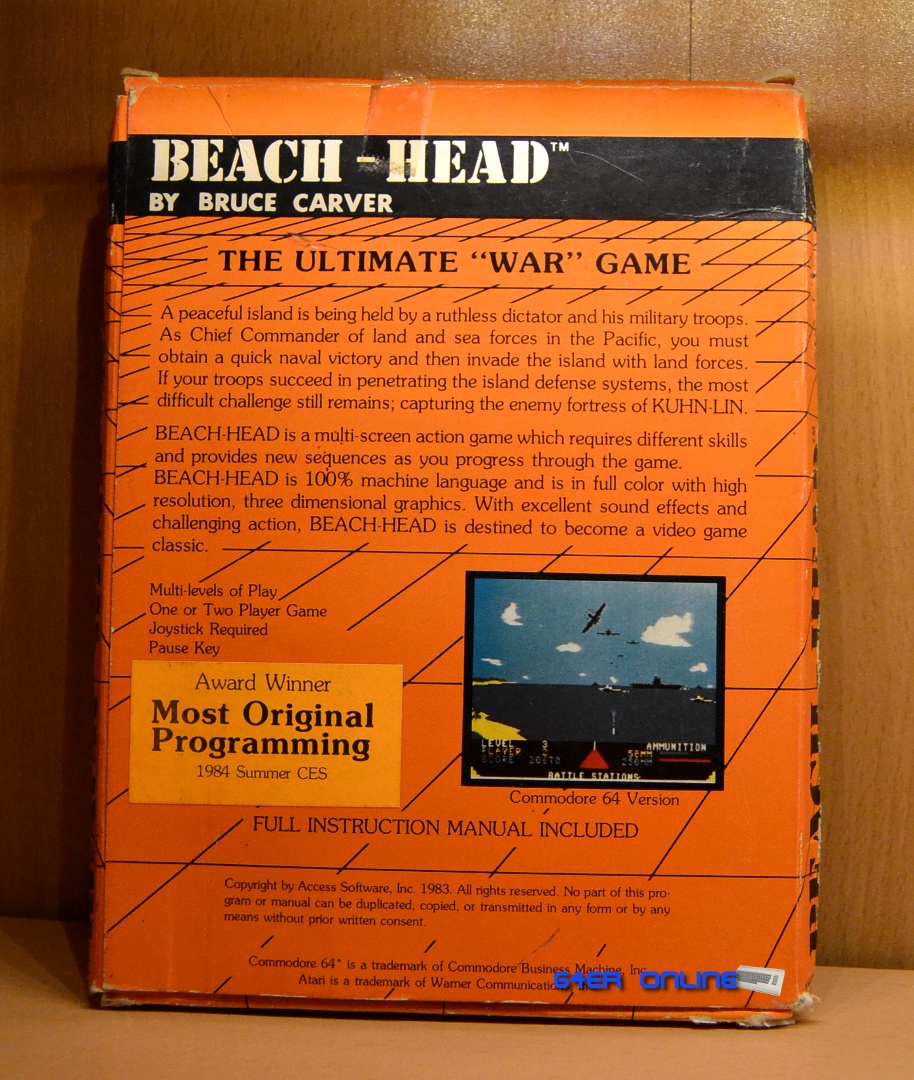 BEACH-HEAD™
BY BRUCE CARVER
THE ULTIMATE “WAR” GAME
A peaceful island is being held by a ruthless dictator and his military troops.
As Chief Commander of land and sea forces in the Pacific, you must
obtain a quick naval victory and then invade the island with land forces.
If your troops succeed in penetrating the island defense systems, the most
difficult challenge still remains; capturing the enemy fortress of KUHN-LIN.
BEACH-HEAD is a multi-screen action game which requires different skills
and provides new sequences as you progress through the game.
BEACH-HEAD is 100% machine language and is in full color with high
resolution, three dimensional graphics. With excellent sound effects and
challenging action, BEACH-HEAD is destined to become a video game
classic.
Multi-levels of Play
One or Two Player Game
Joystick Required
Pause Key
Award Winner
Most Original
Programming
1984 Summer CES
LEVEL 3
PLAYER
SCORE
AMMUNITION
BATTLE STATIONS
Commodore 64 Version
FULL INSTRUCTION MANUAL INCLUDED
Copyright by Access Software, Inc. 1983. All rights reserved. No part of this pro-
gram or manual can be duplicated, copied, or transmitted in any form or by any
means without prior written consent.
Commodore 64* is a trademark of Commodore Business Machine, Inc.
Atari is a trademark of Warner Communications
64ER ONLINE